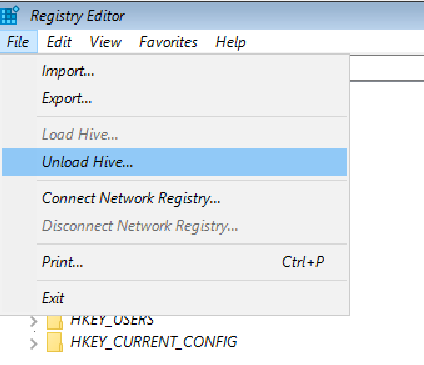 Registry Editor
File Edit View Favorites Help
Import...
Export...
Load Hive...
Unload Hive...
Connect Network Registry...
Disconnect Network Registry...
Print... Ctrl+P
Exit
HKEY_USERS
HKEY_CURRENT_CONFIG